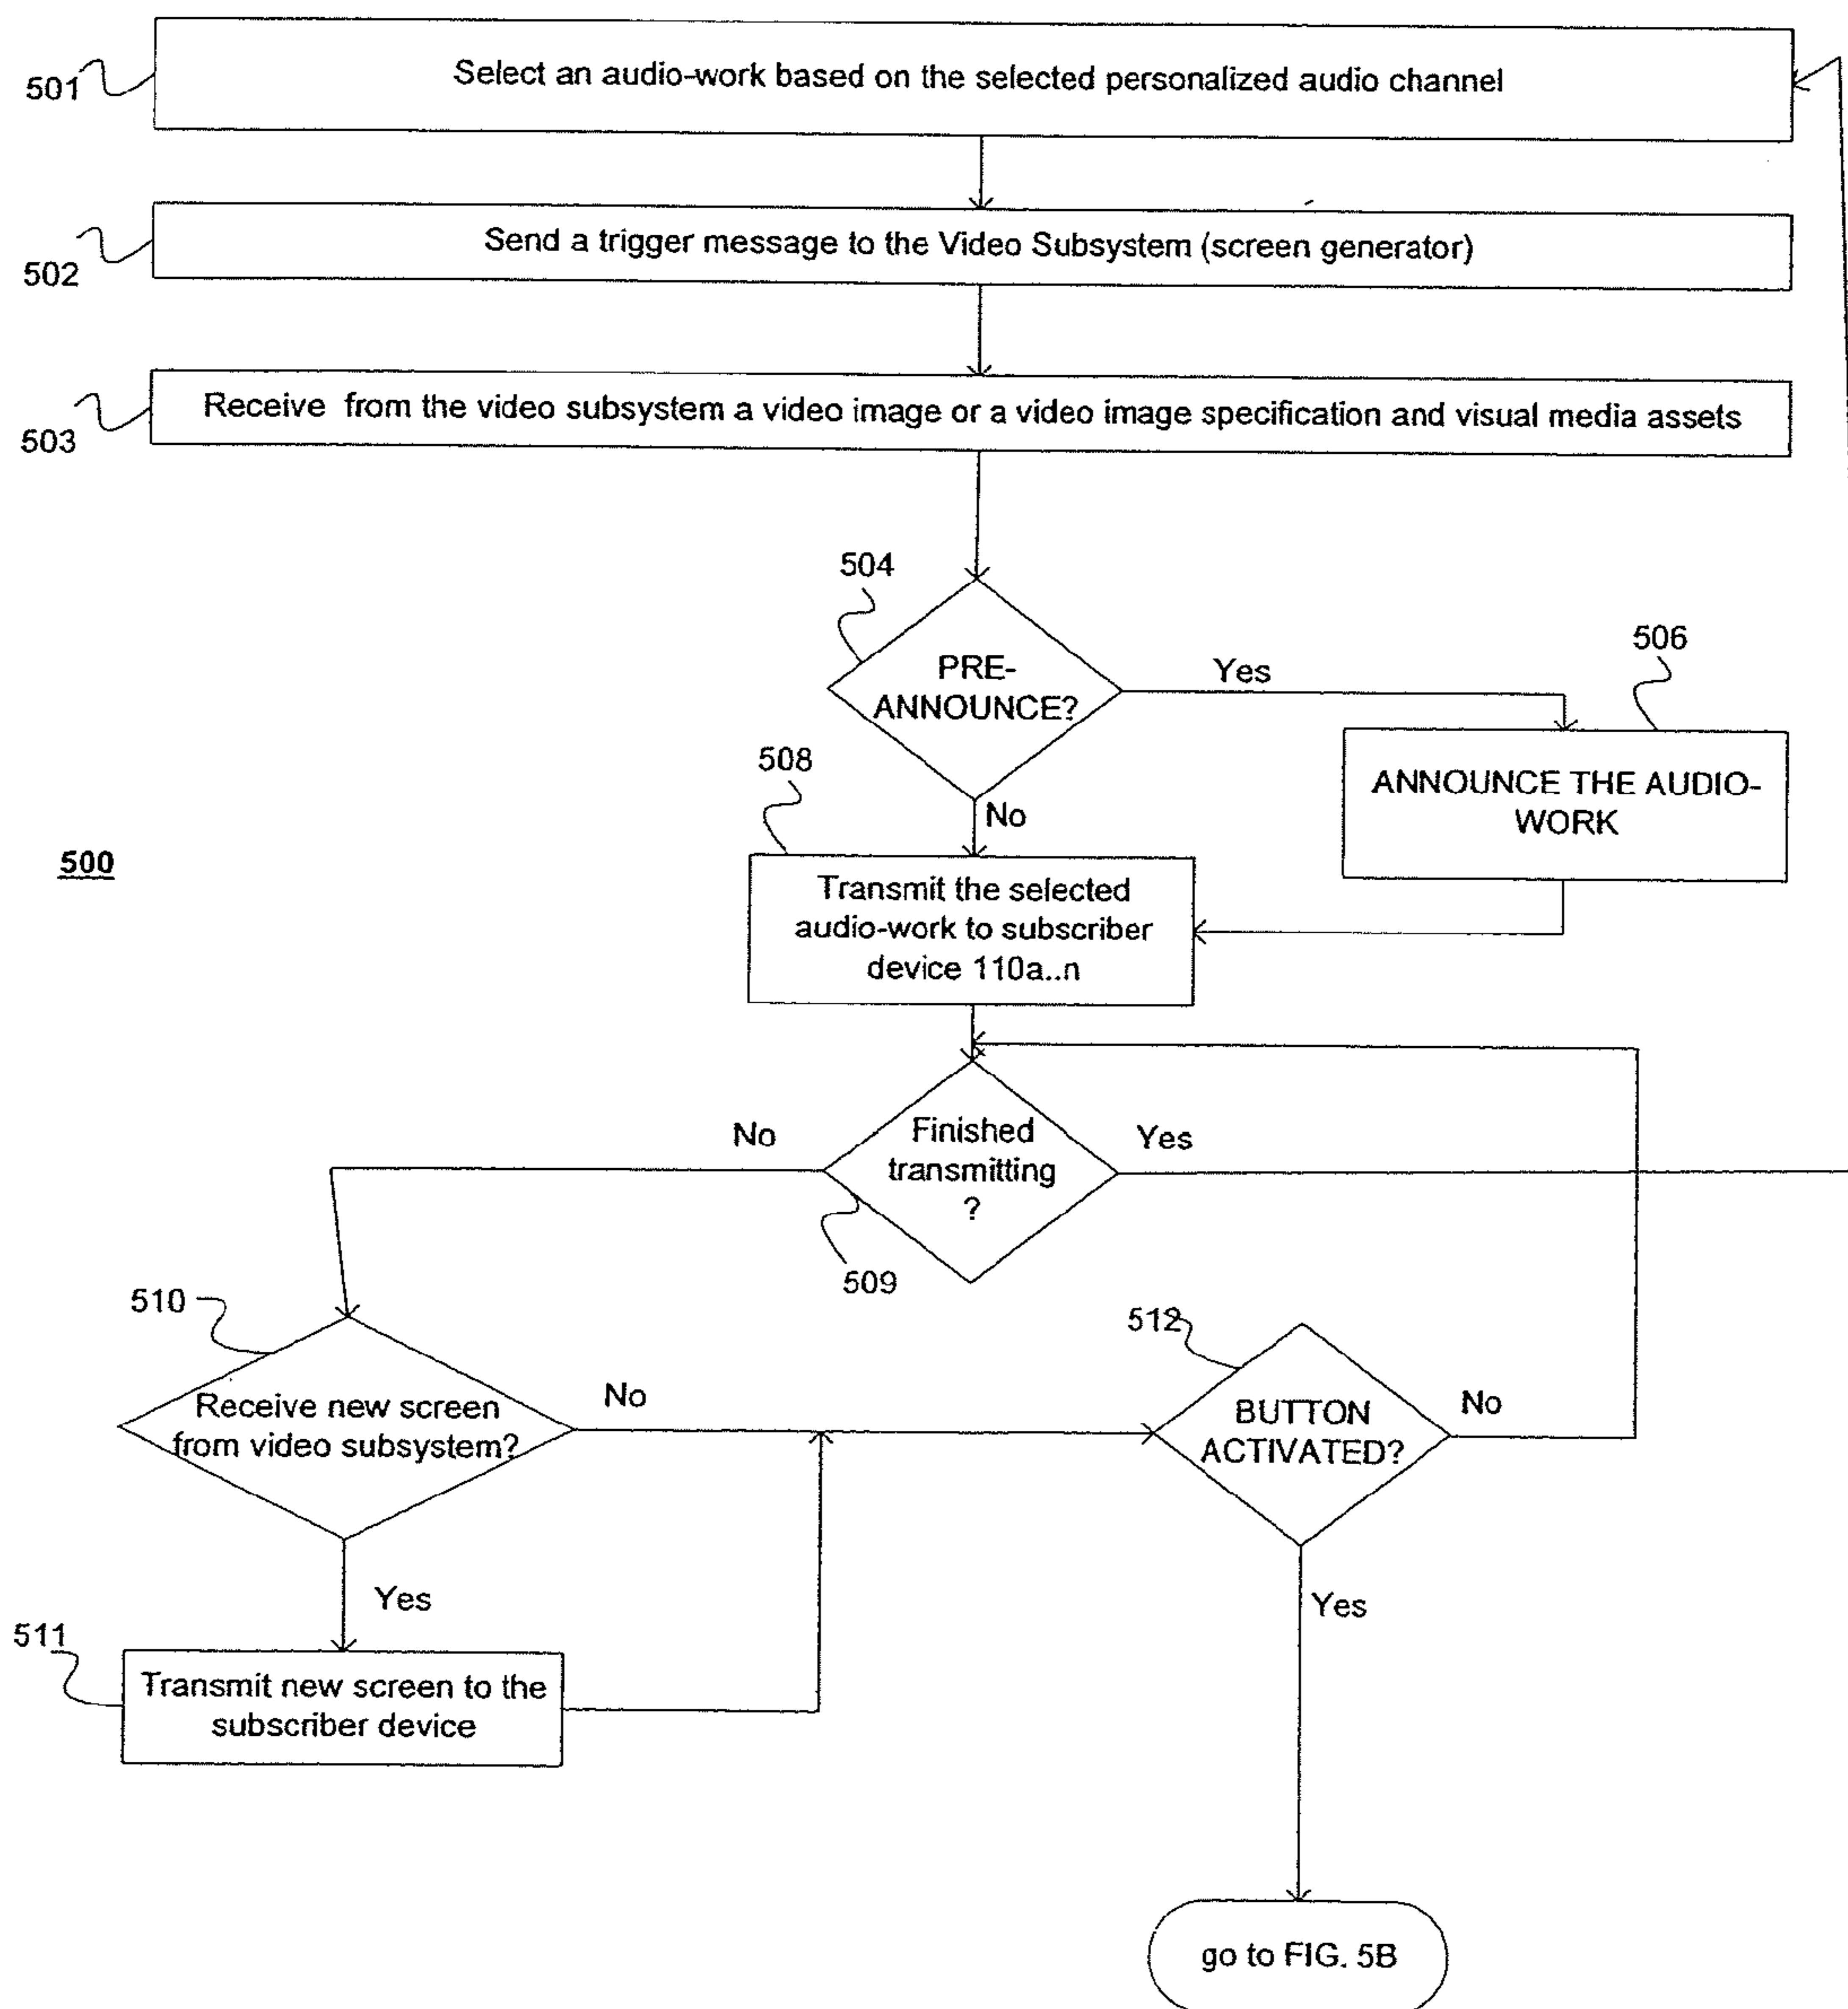 501
Select an audio-work based on the selected personalized audio channel
502
Send a trigger message to the Video Subsystem (screen generator)
503
Receive from the video subsystem a video image or a video image specification and visual media assets
504
PRE-
ANNOUNCE?
Yes
506
ANNOUNCE THE AUDIO-
WORK
No
508
Transmit the selected
audio-work to subscriber
device 110a..n
500
509
Finished
transmitting
?
No
Yes
510
Receive new screen
from video subsystem?
No
Yes
511
Transmit new screen to the
subscriber device
512
BUTTON
ACTIVATED?
No
Yes
go to FIG. 5B